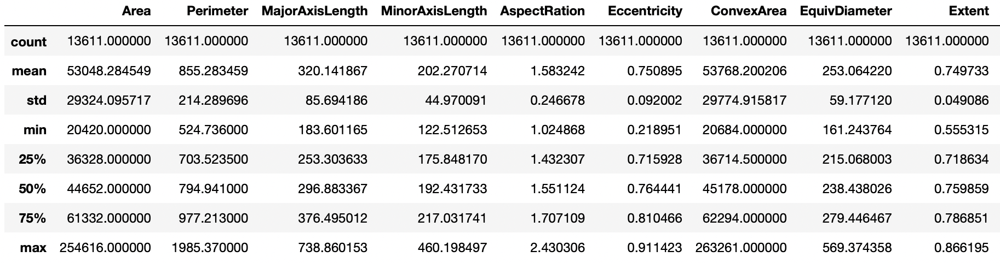 Area Perimeter MajorAxisLength MinorAxisLength AspectRation Eccentricity ConvexArea EquivDiameter Extent
count 13611.000000 13611.000000 13611.000000 13611.000000 13611.000000 13611.000000 13611.000000 13611.000000 13611.000000
mean 53048.284549 855.283459 320.141867 202.270714 1.583242 0.750895 53768.200206 253.064220 0.749733
std 29324.095717 214.289696 85.694186 44.970091 0.246678 0.092002 29774.915817 59.177120 0.049086
min 20420.000000 524.736000 183.601165 122.512653 1.024868 0.218951 20684.000000 161.243764 0.555315
25% 36328.000000 703.523500 253.303633 175.848170 1.432307 0.715928 36714.500000 215.068003 0.718634
50% 44652.000000 794.941000 296.883367 192.431733 1.551124 0.764441 45178.000000 238.438026 0.759859
75% 61332.000000 977.213000 376.495012 217.031741 1.707109 0.810466 62294.000000 279.446467 0.786851
max 254616.000000 1985.370000 738.860153 460.198497 2.430306 0.911423 263261.000000 569.374358 0.866195